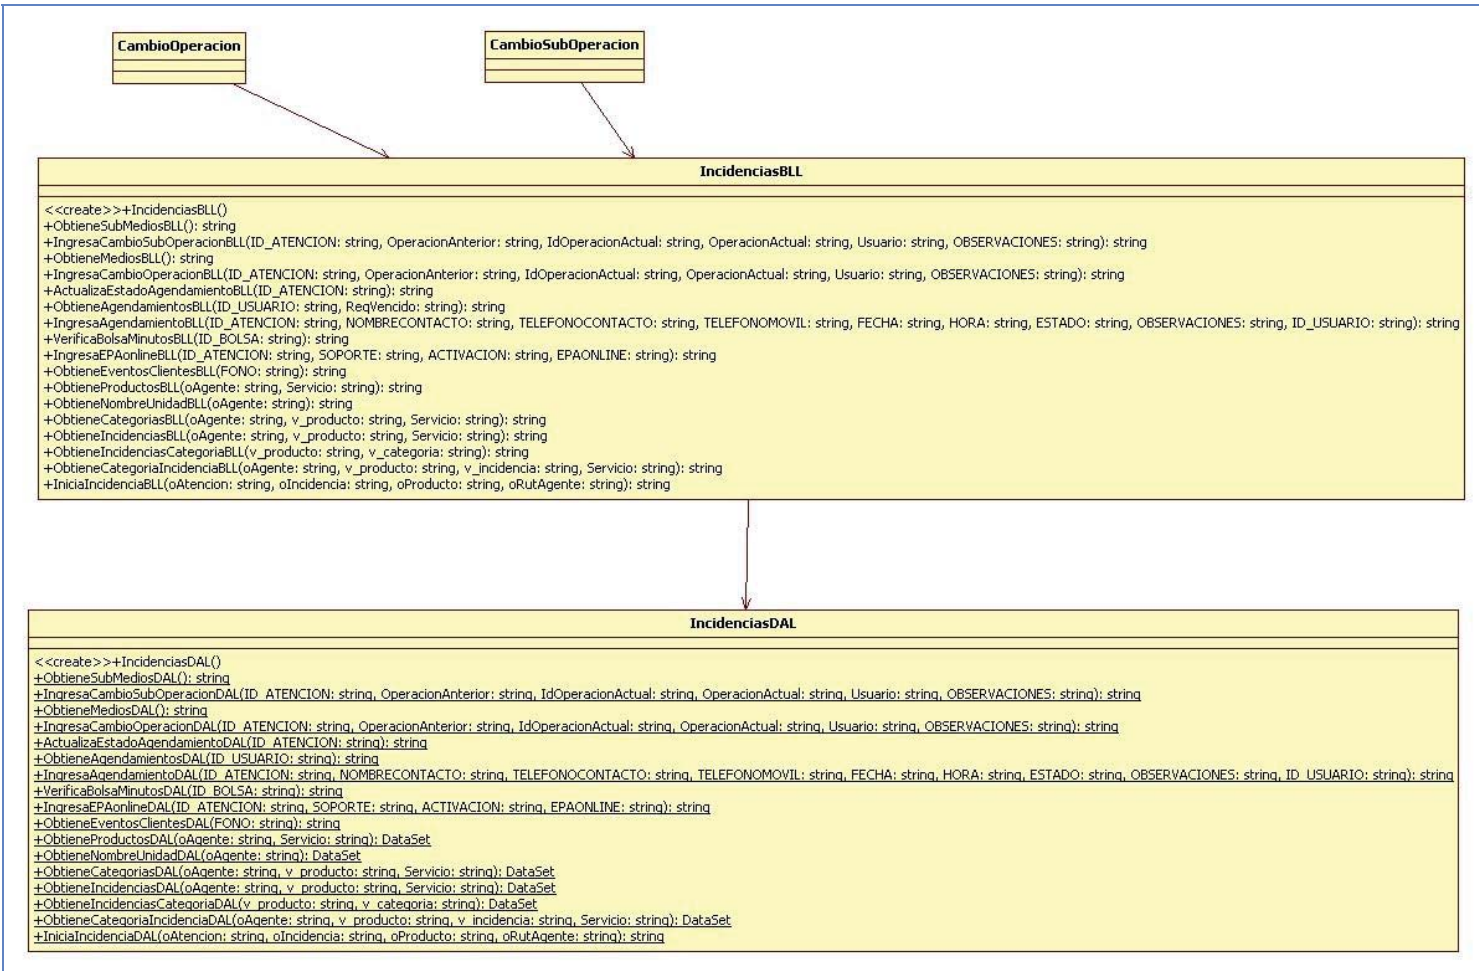 CambioOperacion
CambioSubOperacion
IncidenciasBLL
<<create>>+IncidenciasBLL()
+ObtieneSubMediosBLL(): string
+IngresaCambioSubOperacionBLL(ID_ATENCION: string, OperacionAnterior: string, IdOperacionActual: string, OperacionActual: string, Usuario: string, OBSERVACIONES: string): string
+ObtieneMediosBLL(): string
+IngresaCambioOperacionBLL(ID_ATENCION: string, OperacionAnterior: string, IdOperacionActual: string, OperacionActual: string, Usuario: string, OBSERVACIONES: string): string
+ActualizaEstadoAgendamientoBLL(ID_ATENCION: string): string
+ObtieneAgendamientosBLL(ID_USUARIO: string, ReqVencido: string): string
+IngresaAgendamientoBLL(ID_ATENCION: string, NOMBRECONTACTO: string, TELEFONOCONTACTO: string, TELEFONOMOVIL: string, FECHA: string, HORA: string, ESTADO: string, OBSERVACIONES: string, ID_USUARIO: string): string
+VerificaBolsaMinutosBLL(ID_BOLSA: string): string
+IngresaEPAonlineBLL(ID_ATENCION: string, SOPORTE: string, ACTIVACION: string, EPAONLINE: string): string
+ObtieneEventosClientesBLL(FONO: string): string
+ObtieneProductosBLL(oAgente: string, Servicio: string): string
+ObtieneNombreUnidadBLL(oAgente: string): string
+ObtieneCategoriasBLL(oAgente: string, v_producto: string, Servicio: string): string
+ObtieneIncidenciasBLL(oAgente: string, v_producto: string, Servicio: string): string
+ObtieneIncidenciasCategoriaBLL(v_producto: string, v_categoria: string): string
+ObtieneCategoriaIncidenciaBLL(oAgente: string, v_producto: string, v_incidencia: string, Servicio: string): string
+IniciaIncidenciaBLL(oAtencion: string, oIncidencia: string, oProducto: string, oRutAgente: string): string
IncidenciasDAL
<<create>>+IncidenciasDAL()
+ObtieneSubMediosDAL(): string
+IngresaCambioSubOperacionDAL(ID_ATENCION: string, OperacionAnterior: string, IdOperacionActual: string, OperacionActual: string, Usuario: string, OBSERVACIONES: string): string
+ObtieneMediosDAL(): string
+IngresaCambioOperacionDAL(ID_ATENCION: string, OperacionAnterior: string, IdOperacionActual: string, OperacionActual: string, Usuario: string, OBSERVACIONES: string): string
+ActualizaEstadoAgendamientoDAL(ID_ATENCION: string): string
+ObtieneAgendamientosDAL(ID_USUARIO: string): string
+IngresaAgendamientoDAL(ID_ATENCION: string, NOMBRECONTACTO: string, TELEFONOCONTACTO: string, TELEFONOMOVIL: string, FECHA: string, HORA: string, ESTADO: string, OBSERVACIONES: string, ID_USUARIO: string): string
+VerificaBolsaMinutosDAL(ID_BOLSA: string): string
+IngresaEPAonlineDAL(ID_ATENCION: string, SOPORTE: string, ACTIVACION: string, EPAONLINE: string): string
+ObtieneEventosClientesDAL(FONO: string): string
+ObtieneProductosDAL(oAgente: string, Servicio: string): DataSet
+ObtieneNombreUnidadDAL(oAgente: string): DataSet
+ObtieneCategoriasDAL(oAgente: string, v_producto: string, Servicio: string): DataSet
+ObtieneIncidenciasDAL(oAgente: string, v_producto: string, Servicio: string): DataSet
+ObtieneIncidenciasCategoriaDAL(v_producto: string, v_categoria: string): DataSet
+ObtieneCategoriaIncidenciaDAL(oAgente: string, v_producto: string, v_incidencia: string, Servicio: string): DataSet
+IniciaIncidenciaDAL(oAtencion: string, oIncidencia: string, oProducto: string, oRutAgente: string): string